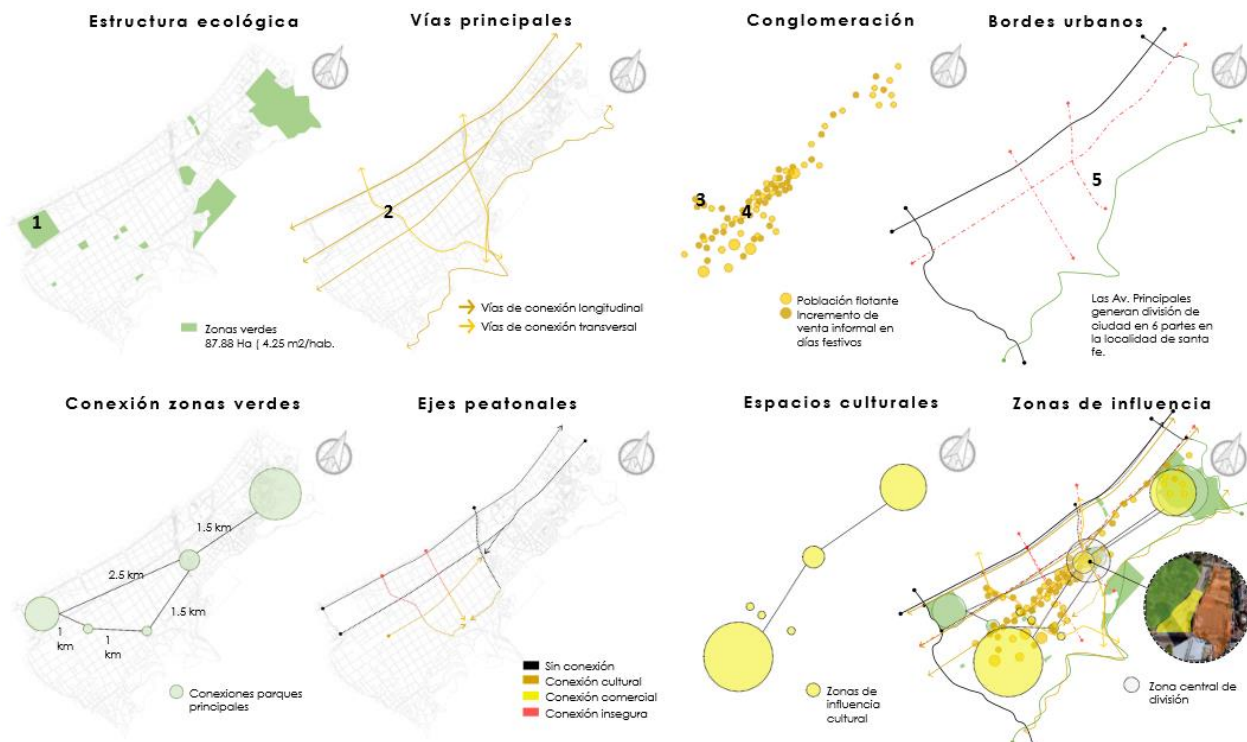 Estructura ecológica
1
Zonas verdes
87.88 Ha ( 4.25 m2/hab.
Vías principales
2
Vías de conexión longitudinal
Vías de conexión transversal
Conglomeración
3
4
Población flotante
Incremento de
venta informal en
días festivos
Bordes urbanos
5
Las Av. Principales
generan división de
ciudad en 6 partes en
la localidad de santa
fe.
Conexión zonas verdes
1.5 km
2.5 km
1.5 km
1
km
1
km
Conexiones parques
principales
Ejes peatonales
Sin conexión
Conexión cultural
Conexión comercial
Conexión insegura
Espacios culturales
Zonas de
influencia
cultural
Zonas de influencia
Zona central de
división